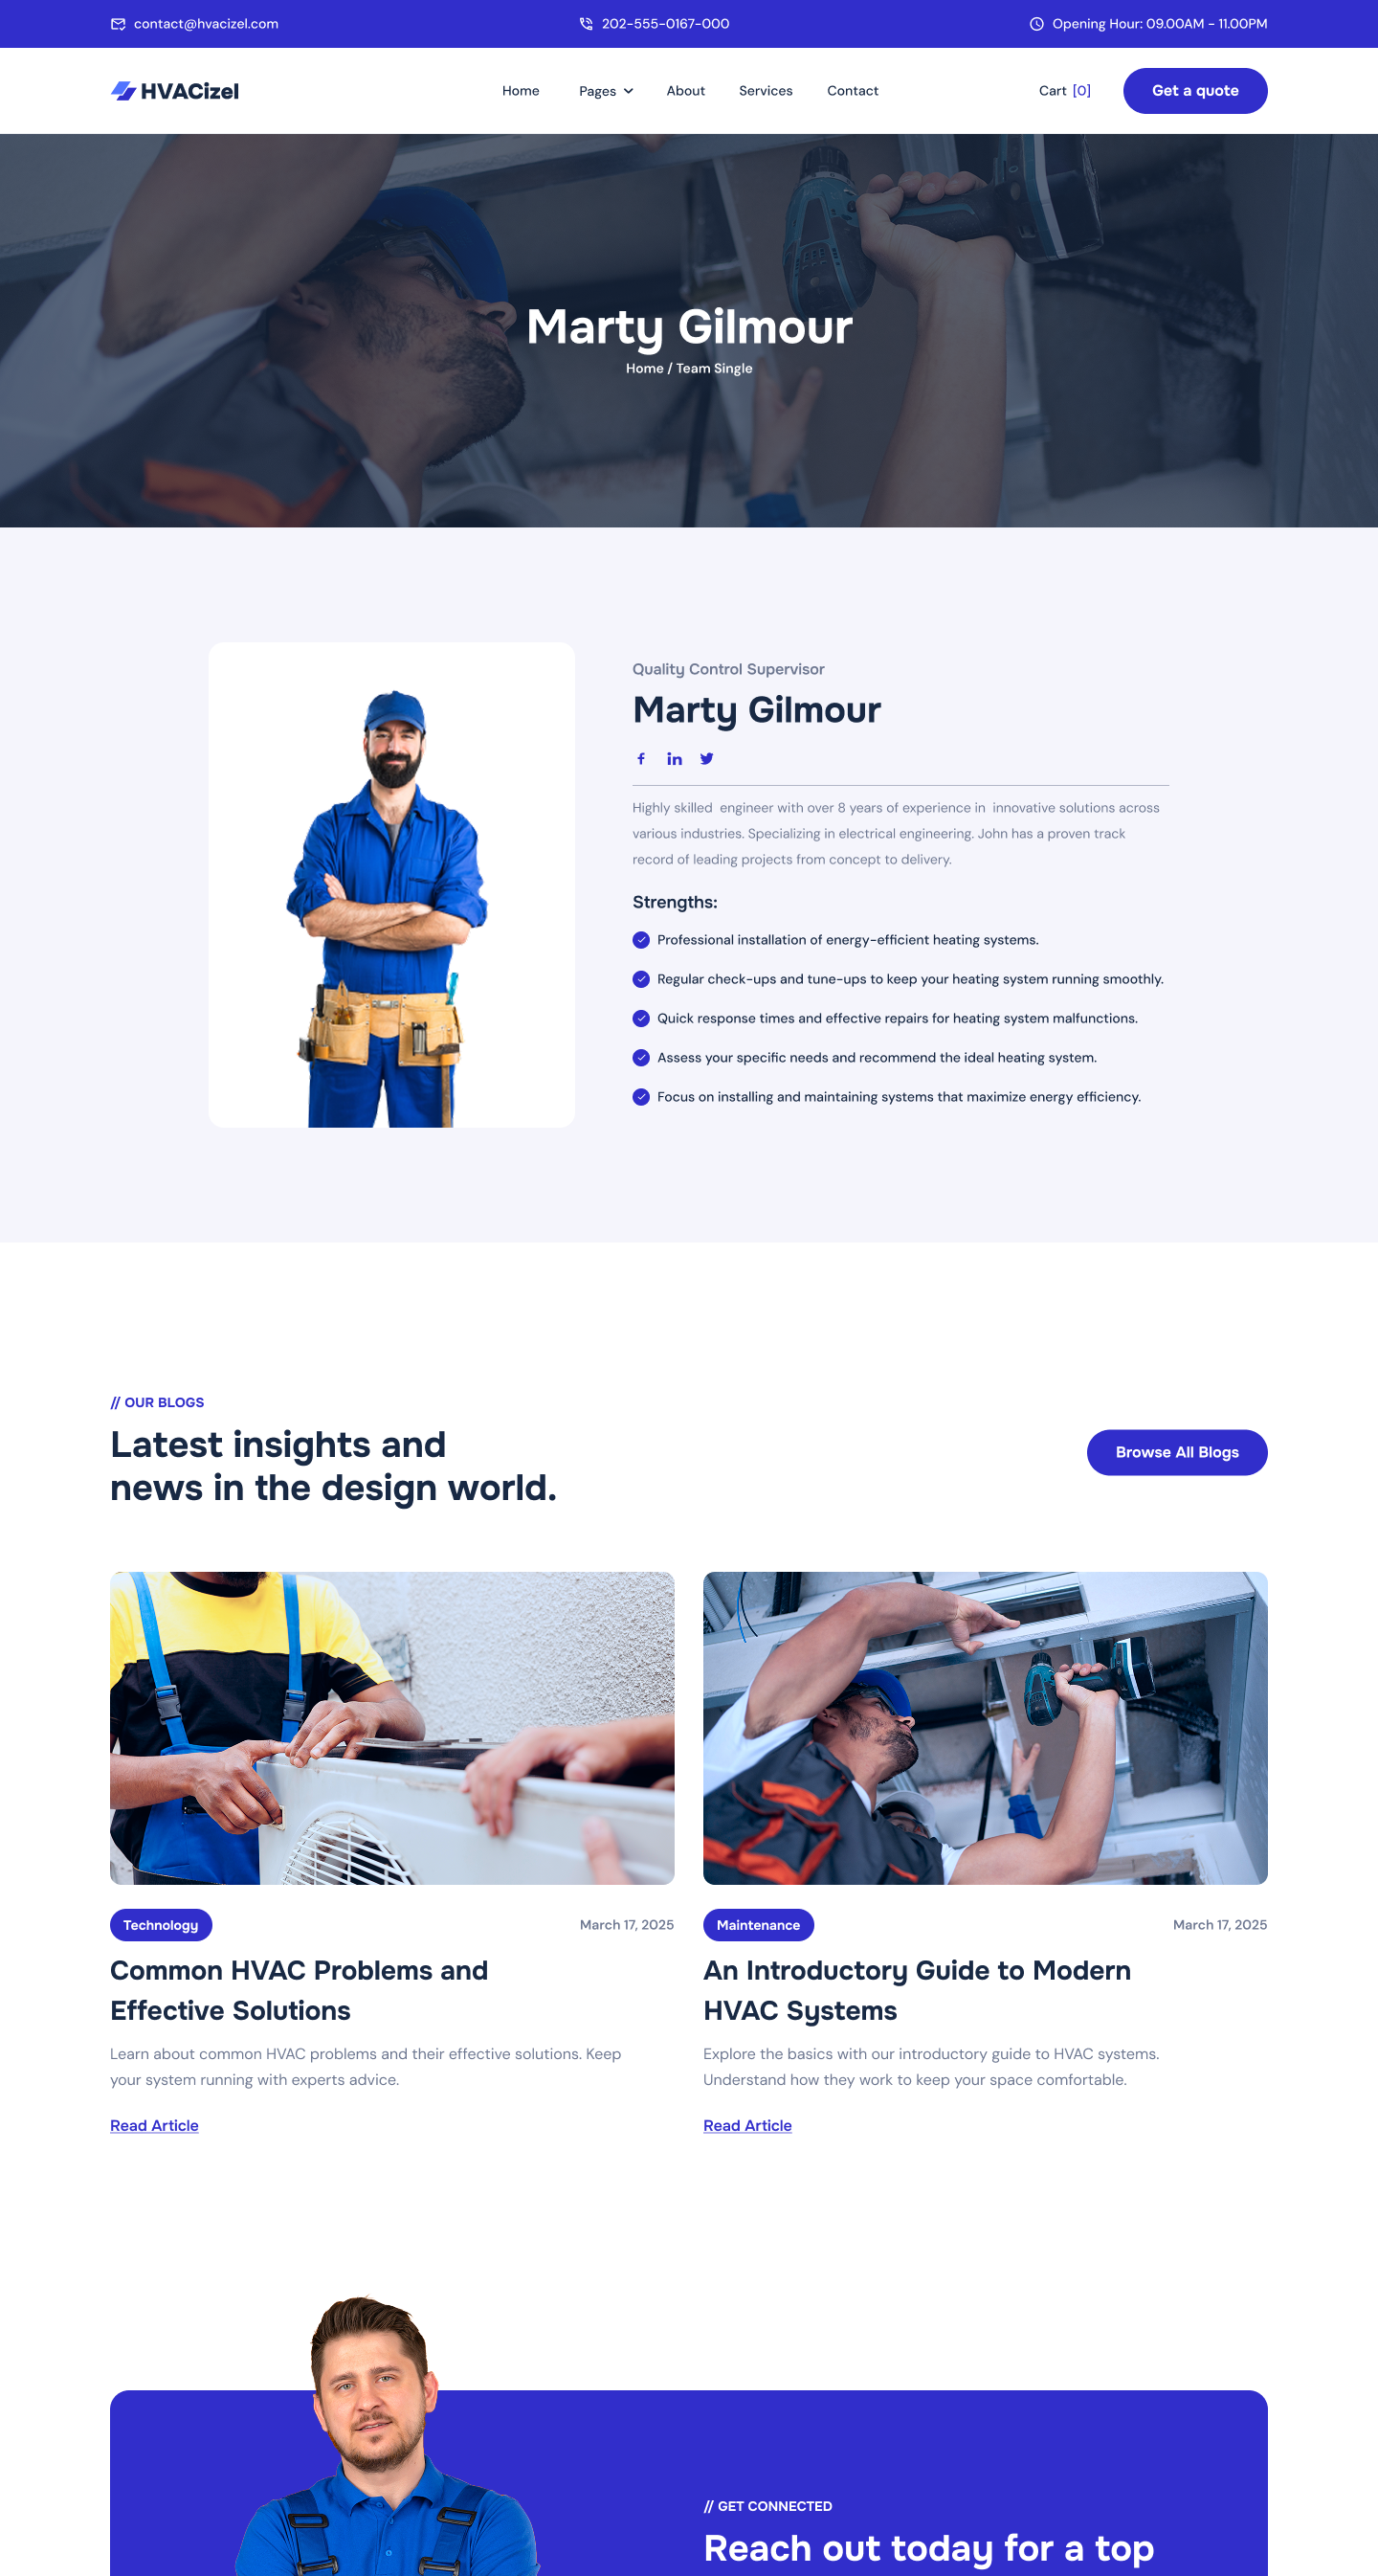 contact@hvacizel.com
202-555-0167-000
Opening Hour: 09.00AM - 11.00PM
HVACizel
Home
Pages
About
Services
Contact
Cart [0]
Get a quote
Marty Gilmour
Home / Team Single
Quality Control Supervisor
Marty Gilmour
Highly skilled  engineer with over 8 years of experience in  innovative solutions across
various industries. Specializing in electrical engineering. John has a proven track
record of leading projects from concept to delivery.
Strengths:
Professional installation of energy-efficient heating systems.
Regular check-ups and tune-ups to keep your heating system running smoothly.
Quick response times and effective repairs for heating system malfunctions.
Assess your specific needs and recommend the ideal heating system.
Focus on installing and maintaining systems that maximize energy efficiency.
// OUR BLOGS
Latest insights and
news in the design world.
Browse All Blogs
Technology
March 17, 2025
Common HVAC Problems and
Effective Solutions
Learn about common HVAC problems and their effective solutions. Keep
your system running with experts advice.
Read Article
Maintenance
March 17, 2025
An Introductory Guide to Modern
HVAC Systems
Explore the basics with our introductory guide to HVAC systems.
Understand how they work to keep your space comfortable.
Read Article
// GET CONNECTED
Reach out today for a top